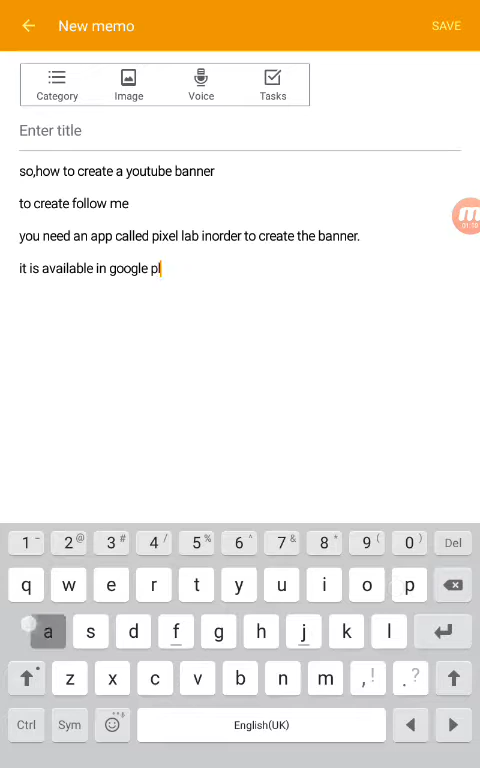 New memo
SAVE
Category Image Voice Tasks
Enter title
so,how to create a youtube banner
to create follow me
you need an app called pixel lab inorder to create the banner.
01:10
it is available in google pl
1 - 2 @ 3 # 4 / 5 % 6 ^ 7 & 8 * 9 ( 0 ) Del
q w e r t y u i o p
a s d f g h j k l
z x c v b n m , ! . ?
Ctrl Sym English(UK)